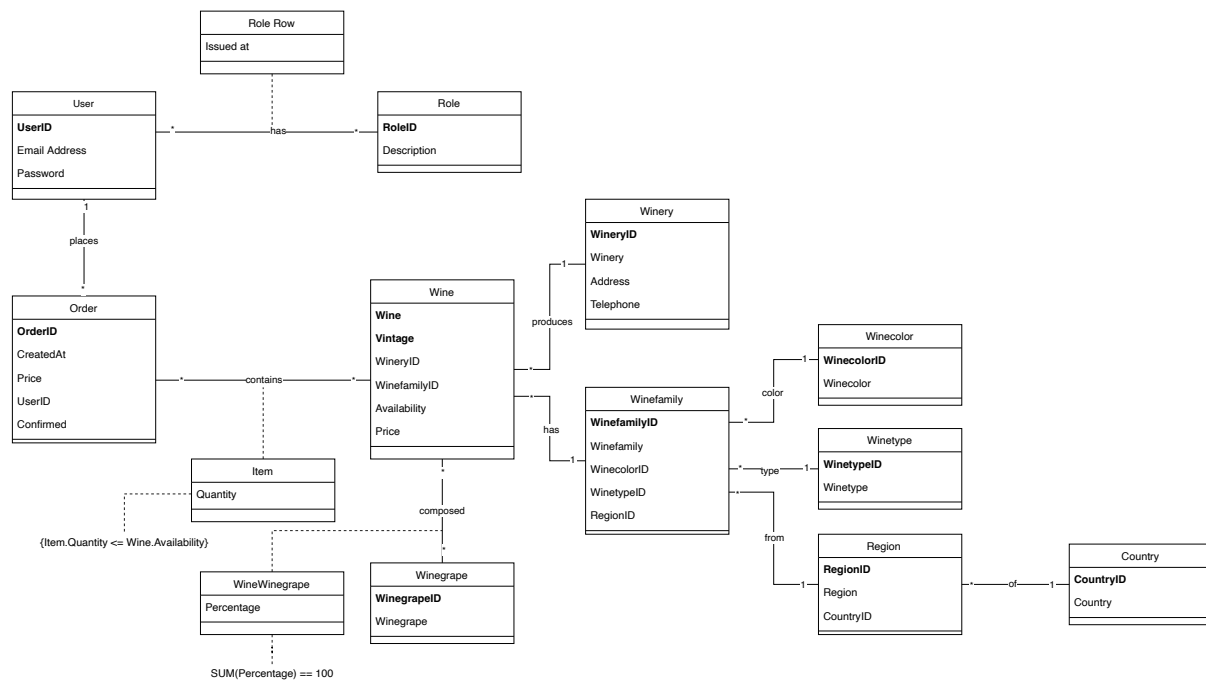 Role Row
Issued at
User
UserID
Email Address
Password
*
has
*
Role
RoleID
Description
1
places
*
Order
OrderID
CreatedAt
Price
UserID
Confirmed
*
contains
*
Item
Quantity
{Item.Quantity <= Wine.Availability}
Wine
Wine
Vintage
WineryID
WinefamilyID
Availability
Price
*
composed
*
WineWinegrape
Percentage
SUM(Percentage) == 100
Winegrape
WinegrapeID
Winegrape
*
produces
1
Winery
WineryID
Winery
Address
Telephone
*
has
1
Winefamily
WinefamilyID
Winefamily
WinecolorID
WinetypeID
RegionID
*
color
1
Winecolor
WinecolorID
Winecolor
*
type
1
Winetype
WinetypeID
Winetype
*
from
1
Region
RegionID
Region
CountryID
*
of
1
Country
CountryID
Country